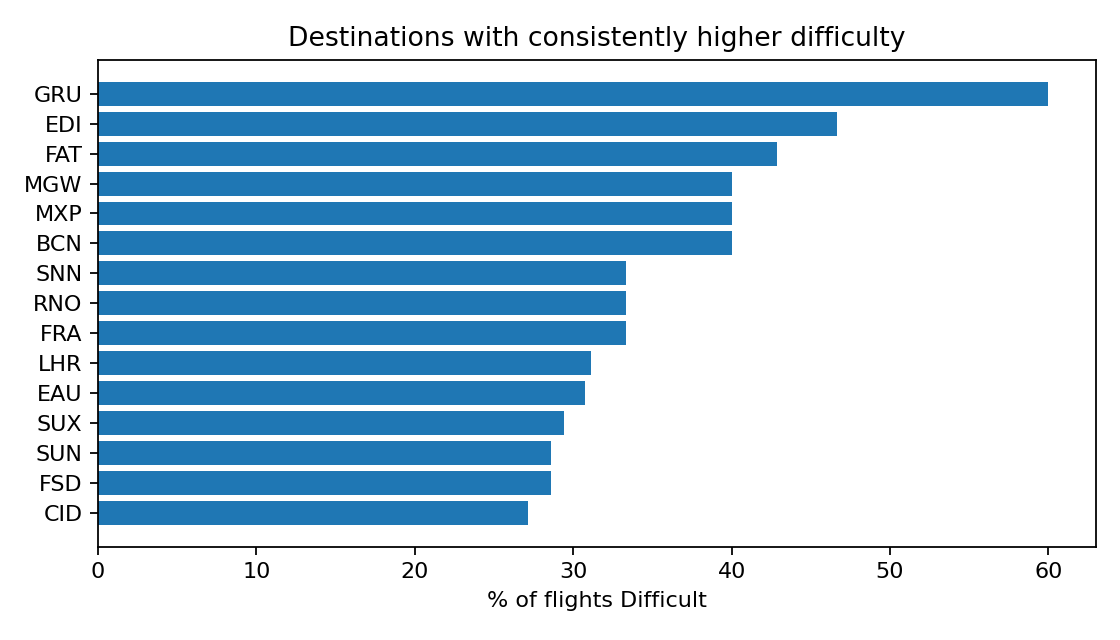 Destinations with consistently higher difficulty
GRU
EDI
FAT
MGW
MXP
BCN
SNN
RNO
FRA
LHR
EAU
SUX
SUN
FSD
CID
0 10 20 30 40 50 60
% of flights Difficult